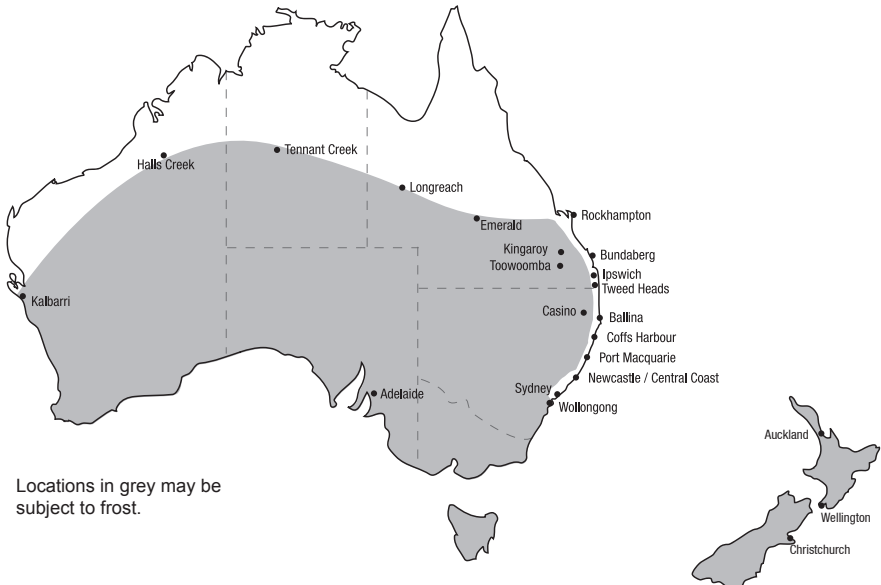 Tennant Creek
Halls Creek
Longreach
Rockhampton
Emerald
Kingaroy
Bundaberg
Toowoomba
Ipswich
Tweed Heads
Kalbarri
Casino
Ballina
Coffs Harbour
Port Macquarie
Newcastle / Central Coast
Sydney
Adelaide
Wollongong
Auckland
Locations in grey may be
subject to frost.
Wellington
Christchurch